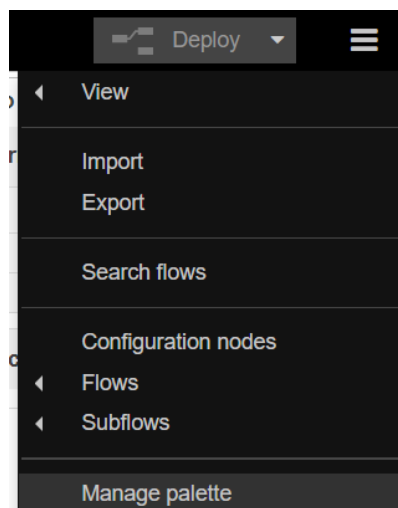 Deploy
View
Import
Export
Search flows
Configuration nodes
Flows
Subflows
Manage palette